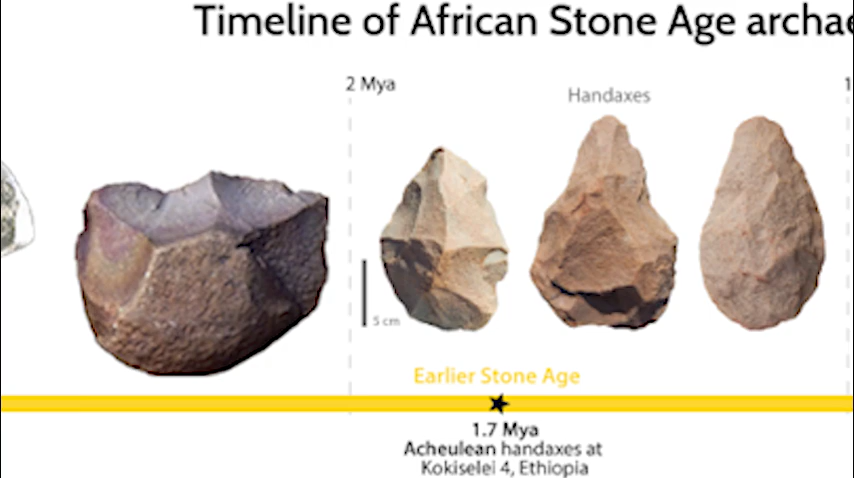 Timeline of African Stone Age archae
2 Mya
1
Handaxes
5 cm
Earlier Stone Age
1.7 Mya
Acheulean handaxes at
Kokiselei 4, Ethiopia